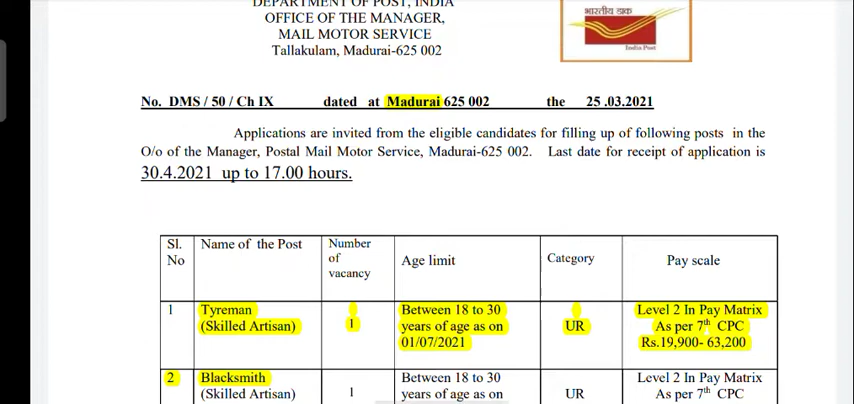 DEPARTMENT OF POST, INDIA
OFFICE OF THE MANAGER,
MAIL MOTOR SERVICE
Tallakulam, Madurai-625 002
भारतीय डाक
India Post
No. DMS / 50 / Ch IX dated at Madurai 625 002 the 25 .03.2021
Applications are invited from the eligible candidates for filling up of following posts in the
O/o of the Manager, Postal Mail Motor Service, Madurai-625 002. Last date for receipt of application is
30.4.2021 up to 17.00 hours.
Sl. No Name of the Post Number of vacancy Age limit Category Pay scale
1 Tyreman (Skilled Artisan) 1 Between 18 to 30 years of age as on 01/07/2021 UR Level 2 In Pay Matrix As per 7th CPC Rs.19,900- 63,200
2 Blacksmith (Skilled Artisan) 1 Between 18 to 30 years of age as on UR Level 2 In Pay Matrix As per 7th CPC